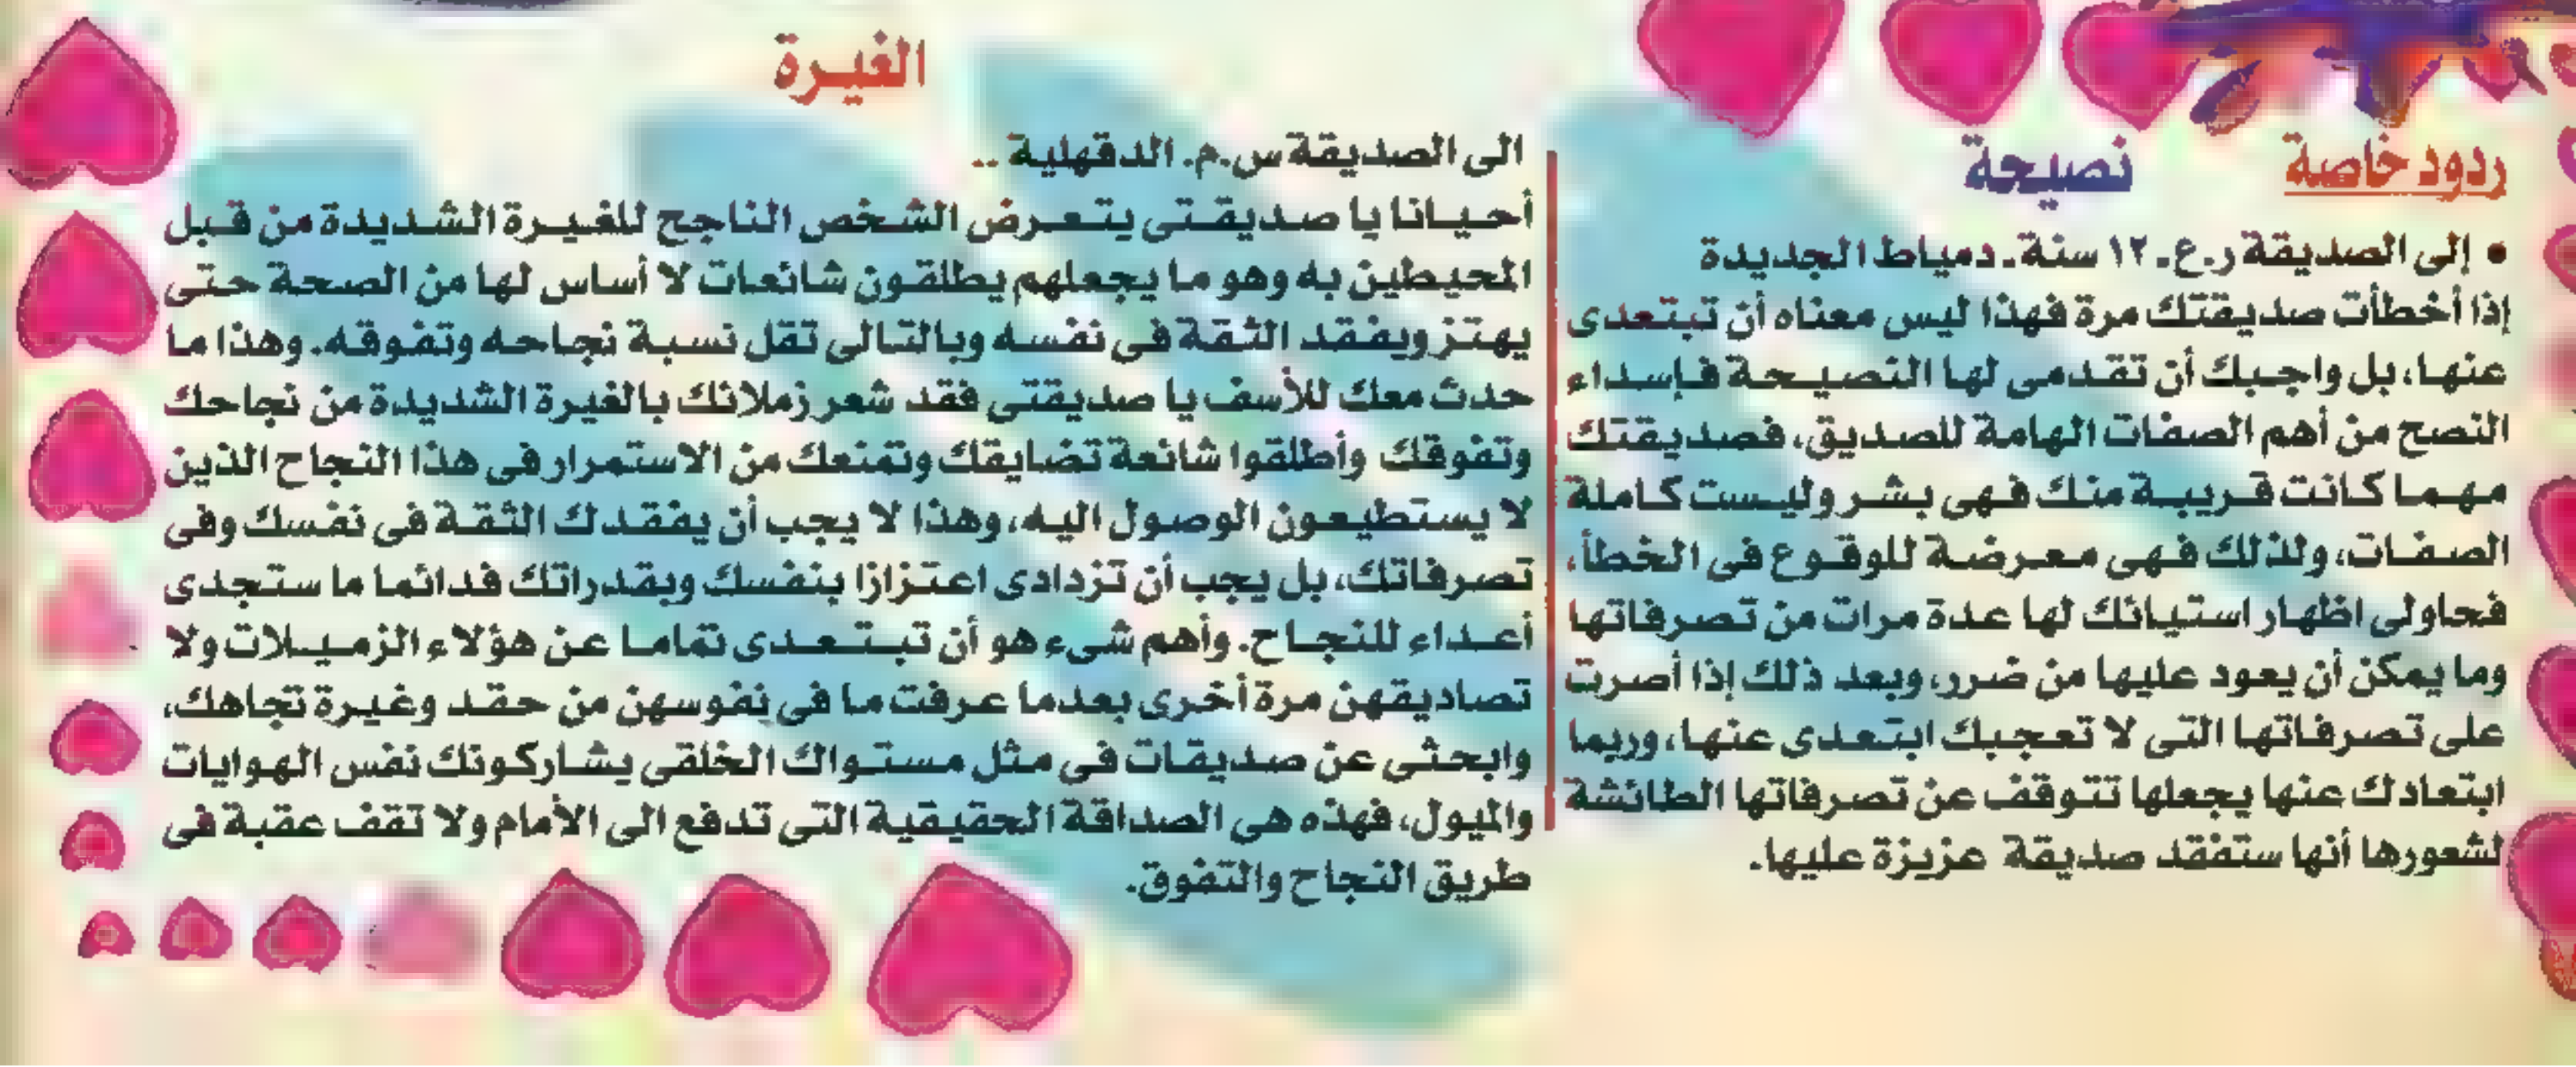 ردود خاصة
نصيحة
• إلى الصديقة ر.ع. ١٢ سنة. دمياط الجديدة
إذا أخطأت صديقتك مرة فهذا ليس معناه أن تبتعدى
عنها، بل واجبك أن تقدمى لها النصيحة فإسداء
النصح من أهم الصفات الهامة للصديق، فصديقتك
مهما كانت قريبة منك فهى بشر وليست كاملة
الصفات، ولذلك فهى معرضة للوقوع فى الخطأ،
فحاولى اظهار استيائك لها عدة مرات من تصرفاتها
وما يمكن أن يعود عليها من ضرر، وبعد ذلك إذا أصرت
على تصرفاتها التى لا تعجبك ابتعدى عنها، وربما
ابتعادك عنها يجعلها تتوقف عن تصرفاتها الطائشة
لشعورها أنها ستفقد صديقة عزيزة عليها.
الغيرة
الى الصديقة س.م. الدقهلية ..
أحيانا يا صديقتى يتعرض الشخص الناجح للغيرة الشديدة من قبل
المحيطين به وهو ما يجعلهم يطلقون شائعات لا أساس لها من الصحة حتى
يهتز ويفقد الثقة فى نفسه وبالتالى تقل نسبة نجاحه وتفوقه. وهذا ما
حدث معك للأسف يا صديقتى فقد شعر زملائك بالغيرة الشديدة من نجاحك
وتفوقك وأطلقوا شائعة تضايقك وتمنعك من الاستمرار فى هذا النجاح الذين
لا يستطيعون الوصول اليه، وهذا لا يجب أن يفقدك الثقة فى نفسك وفى
تصرفاتك، بل يجب أن تزدادى اعتزازا بنفسك وبقدراتك فدائما ما ستجدى
أعداء للنجاح. وأهم شىء هو أن تبتعدى تماما عن هؤلاء الزميلات ولا
تصاديقهن مرة أخرى بعدما عرفت ما فى نفوسهن من حقد وغيرة تجاهك،
وابحثى عن صديقات فى مثل مستواك الخلقى يشاركونك نفس الهوايات
والميول، فهذه هى الصداقة الحقيقية التى تدفع الى الأمام ولا تقف عقبة فى
طريق النجاح والتفوق.